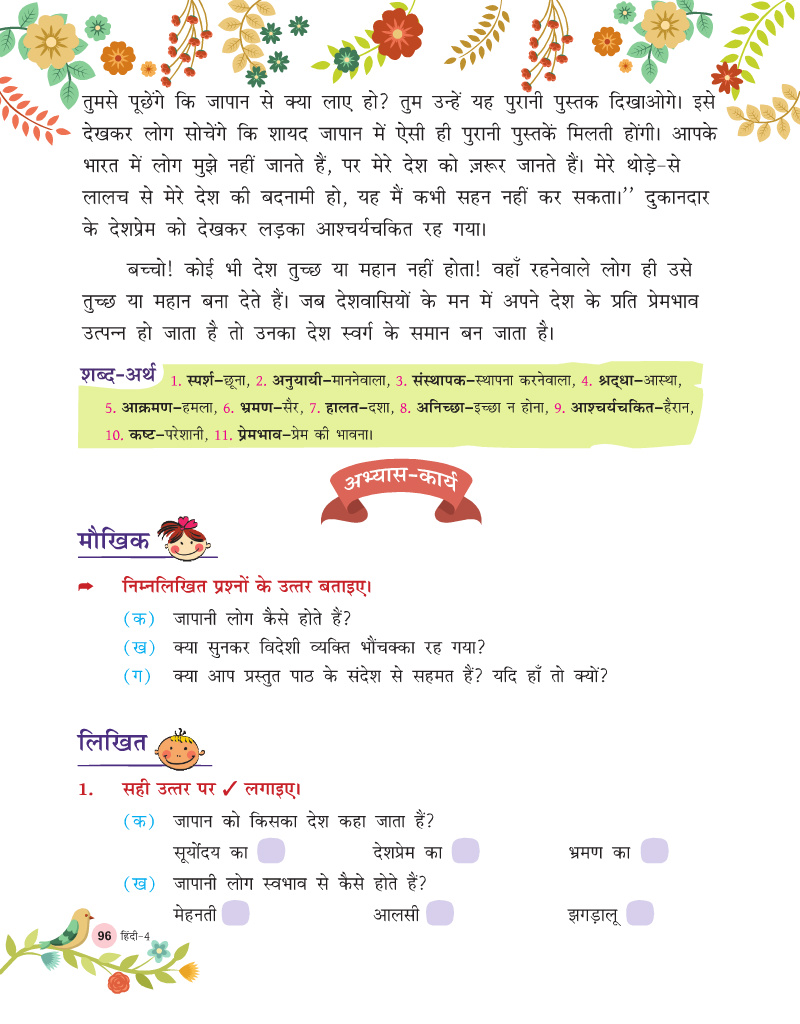 तुमसे पूछेंगे कि जापान से क्या लाए हो? तुम उन्हें यह पुरानी पुस्तक दिखाओगे। इसे
देखकर लोग सोचेंगे कि शायद जापान में ऐसी ही पुरानी पुस्तकें मिलती होंगी। आपके
भारत में लोग मुझे नहीं जानते हैं, पर मेरे देश को ज़रूर जानते हैं। मेरे थोड़े-से
लालच से मेरे देश की बदनामी हो, यह मैं कभी सहन नहीं कर सकता।’’ दुकानदार
के देशप्रेम को देखकर लड़का आश्चर्यचकित रह गया।
बच्चो! कोई भी देश तुच्छ या महान नहीं होता! वहाँ रहनेवाले लोग ही उसे
तुच्छ या महान बना देते हैं। जब देशवासियों के मन में अपने देश के प्रति प्रेमभाव
उत्पन्न हो जाता है तो उनका देश स्वर्ग के समान बन जाता है।
शब्द-अर्थ 1. स्पर्श–छूना, 2. अनुयायी–माननेवाला, 3. संस्थापक–स्थापना करनेवाला, 4. श्रद्धा–आस्था,
5. आक्रमण–हमला, 6. भ्रमण–सैर, 7. हालत–दशा, 8. अनिच्छा–इच्छा न होना, 9. आश्चर्यचकित–हैरान,
10. कष्ट–परेशानी, 11. प्रेमभाव–प्रेम की भावना।
अभ्यास-कार्य
मौखिक
➦ निम्नलिखित प्रश्नों के उत्तर बताइए।
(क) जापानी लोग कैसे होते हैं?
(ख) क्या सुनकर विदेशी व्यक्ति भौंचक्का रह गया?
(ग) क्या आप प्रस्तुत पाठ के संदेश से सहमत हैं? यदि हाँ तो क्यों?
लिखित
1. सही उत्तर पर ✓ लगाइए।
(क) जापान को किसका देश कहा जाता हैं?
सूर्योदय का देशप्रेम का भ्रमण का
(ख) जापानी लोग स्वभाव से कैसे होते हैं?
मेहनती आलसी झगड़ालू
96 हिंदी-4